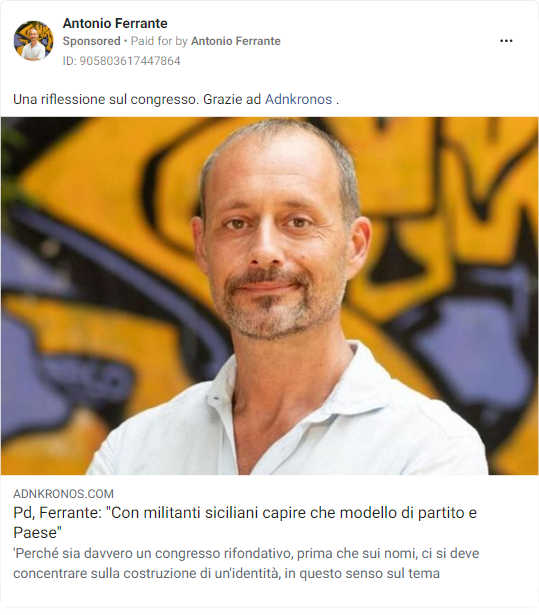 Antonio Ferrante
Sponsored • Paid for by Antonio Ferrante
ID: 905803617447864
Una riflessione sul congresso. Grazie ad Adnkronos .
ADNKRONOS.COM
Pd, Ferrante: "Con militanti siciliani capire che modello di partito e
Paese"
'Perché sia davvero un congresso rifondativo, prima che sui nomi, ci si deve
concentrare sulla costruzione di un'identità, in questo senso sul tema